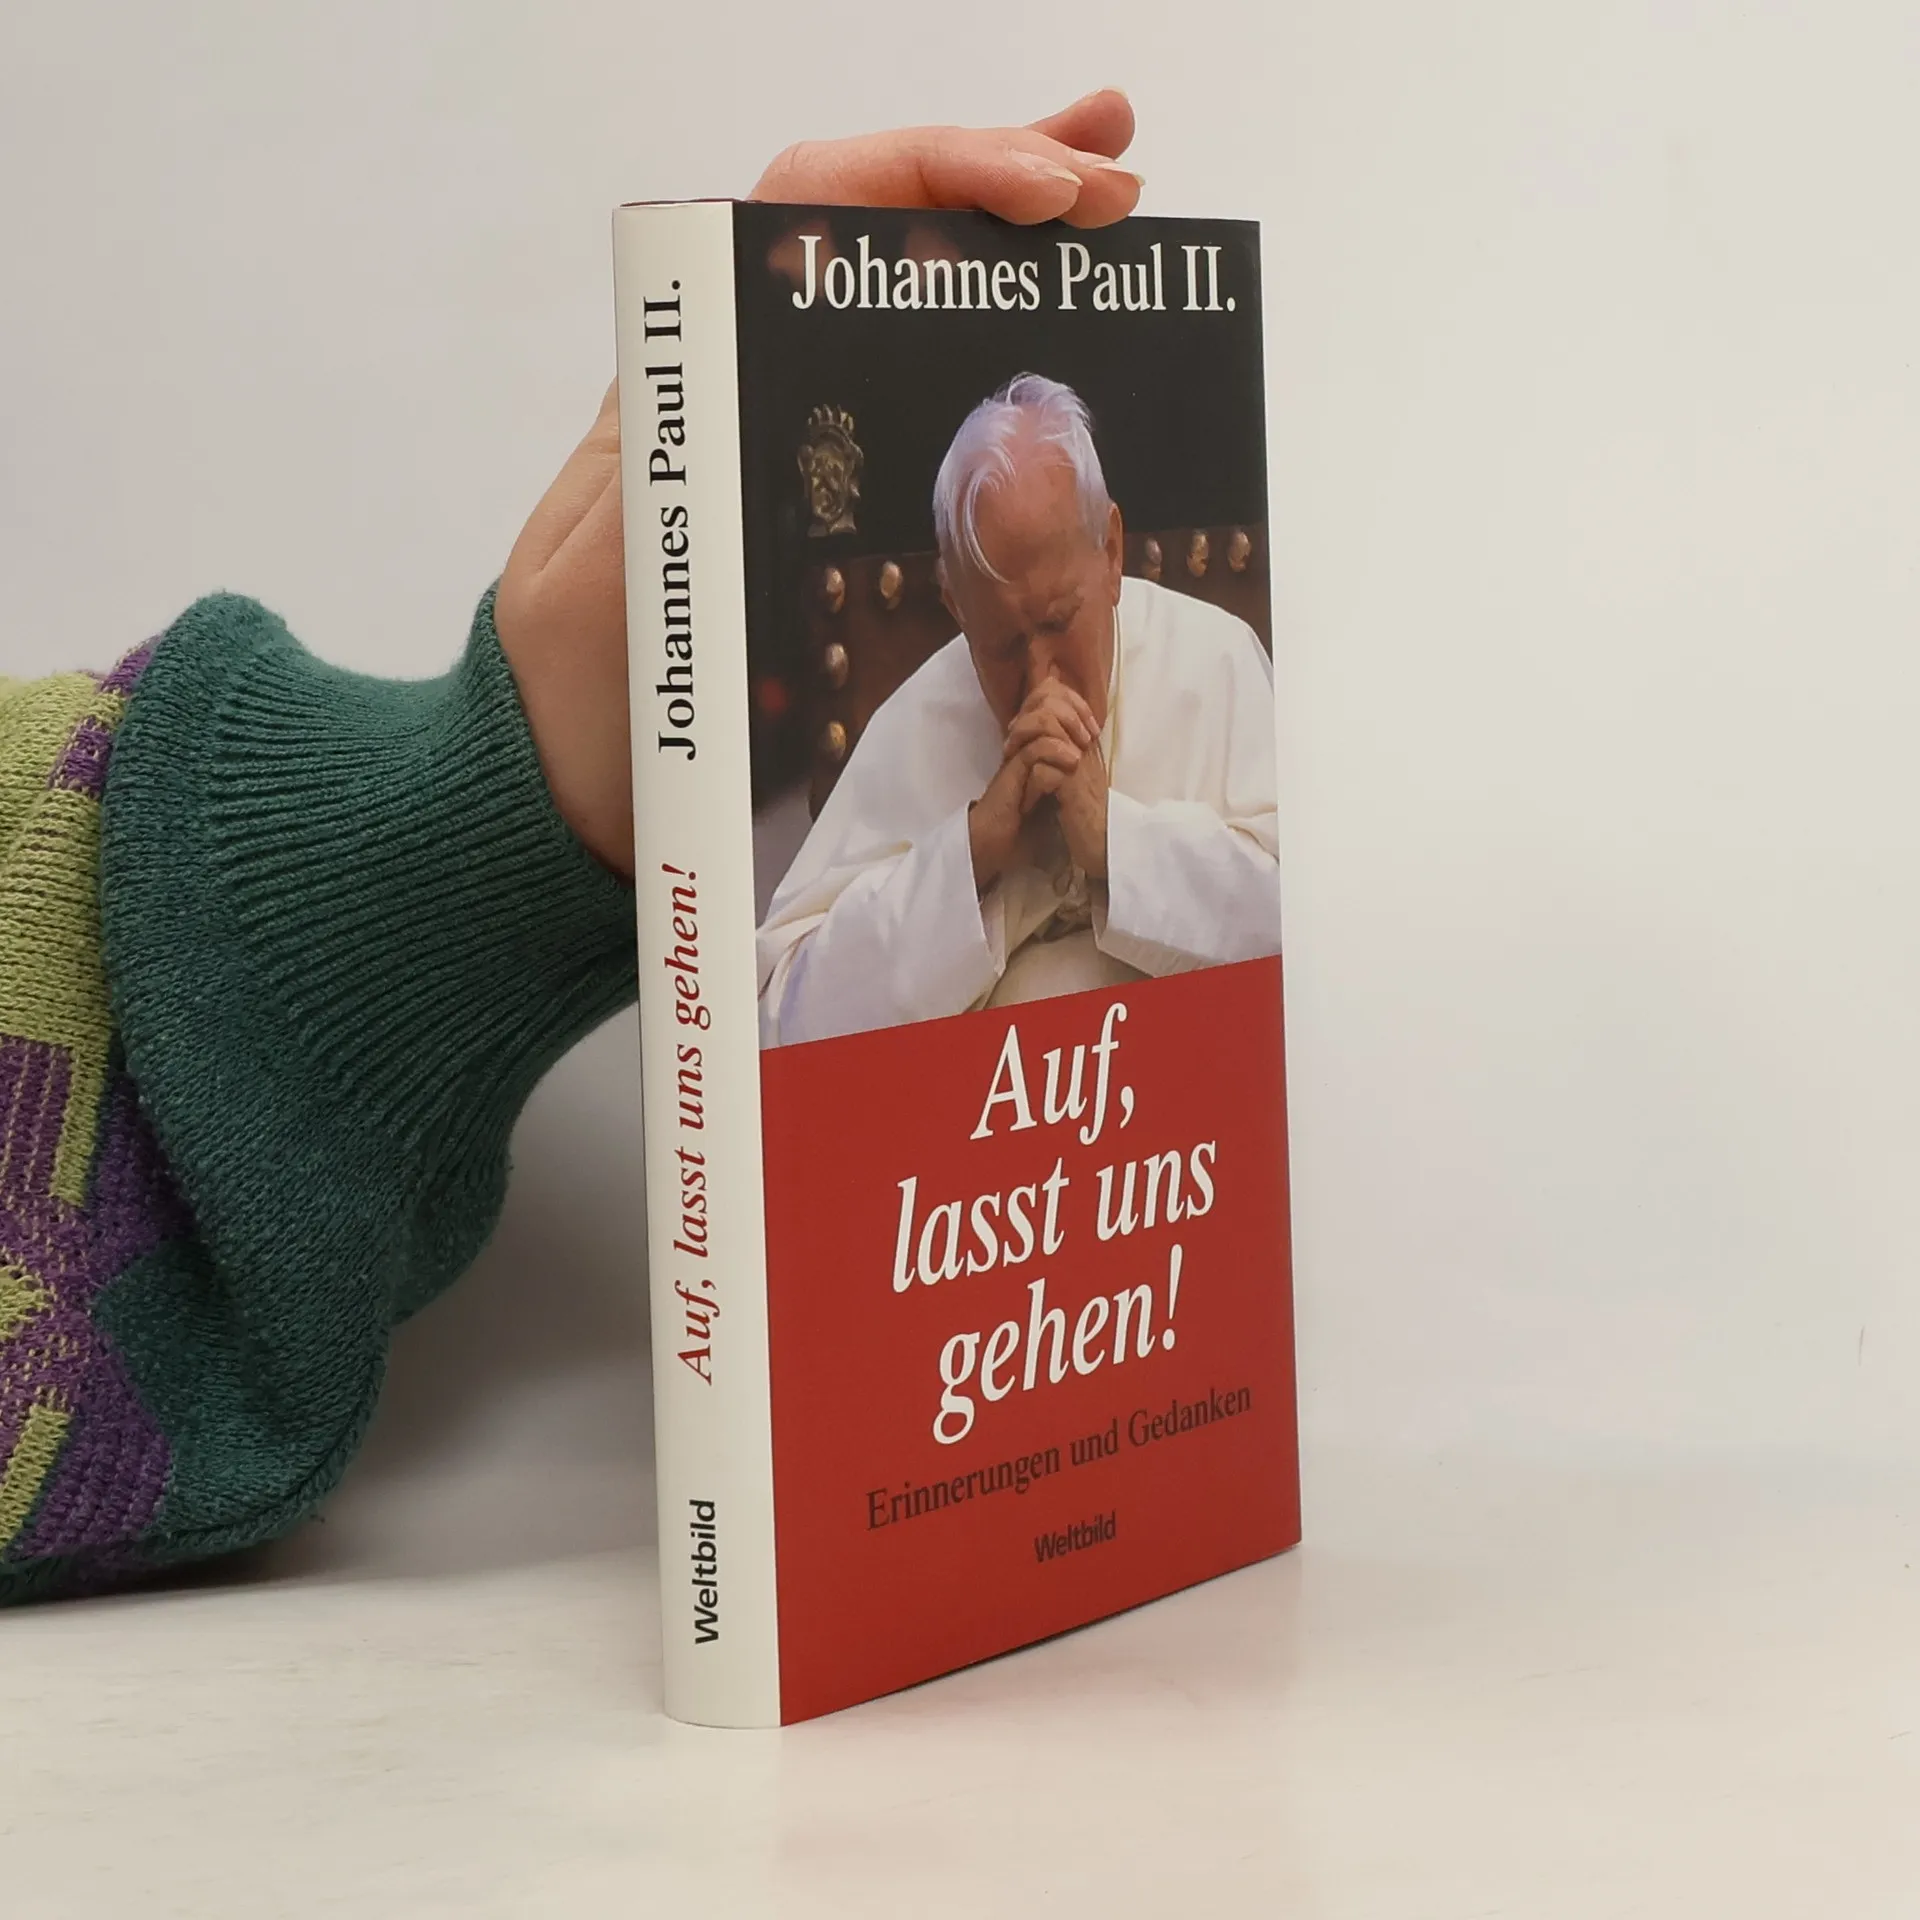 Johannes Paul II.
Auf, lasst uns gehen!
Weltbild
Johannes Paul II.
Auf,
lasst uns
gehen!
Erinnerungen und Gedanken
Weltbild